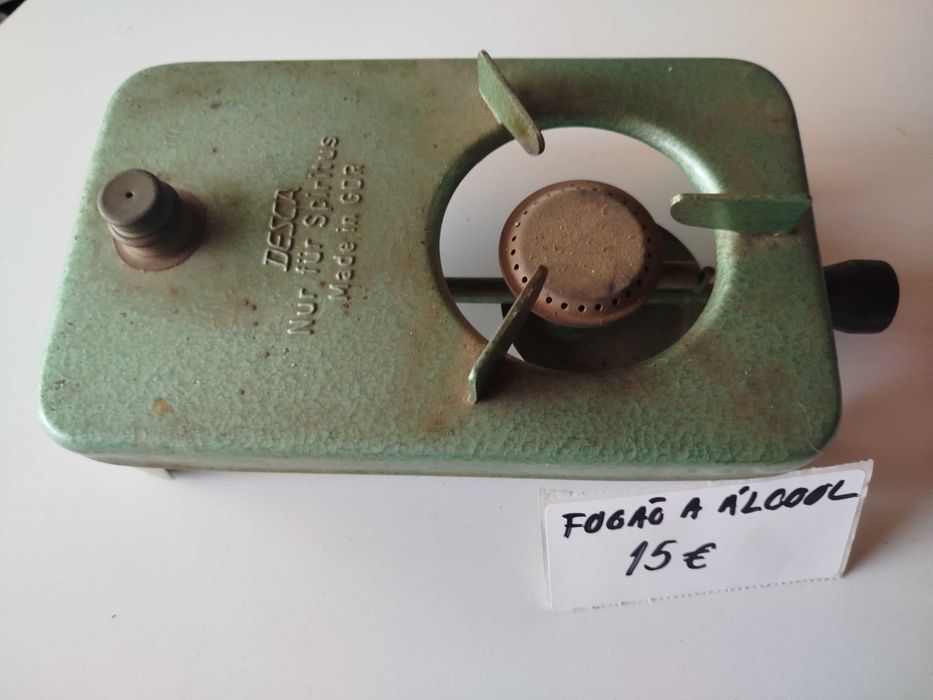 DESCA
Nur für Spiritus
Made in GDR
FOGÃO A ÁLCOOL
15 €